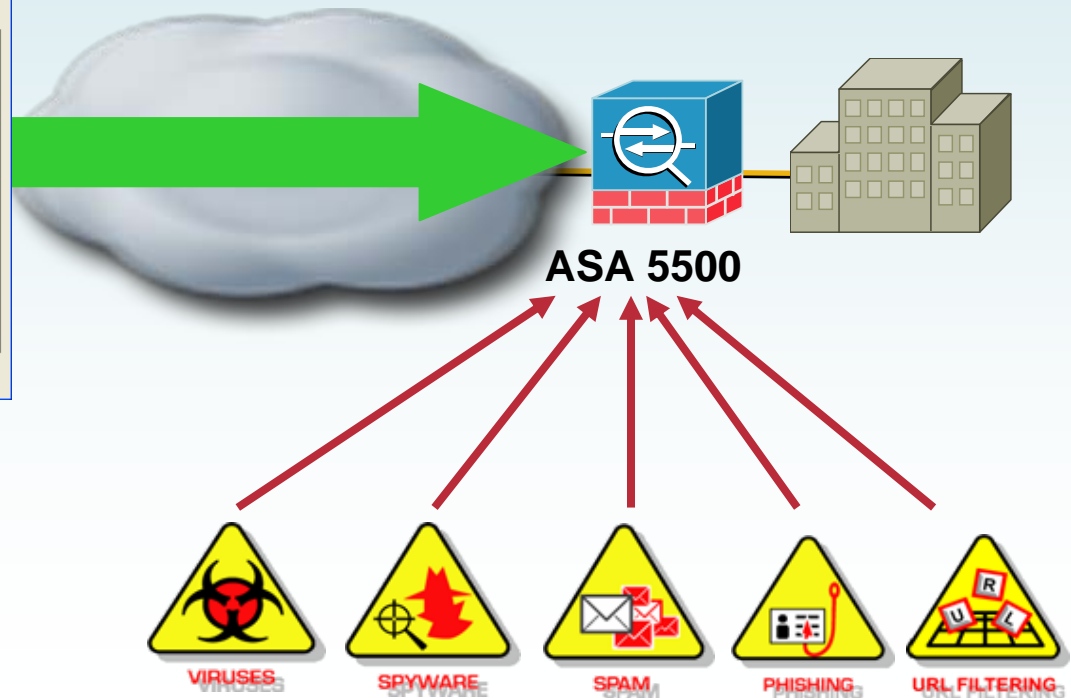 ASA 5500
U R L
VIRUSES
SPYWARE
SPAM
PHISHING
URL FILTERING